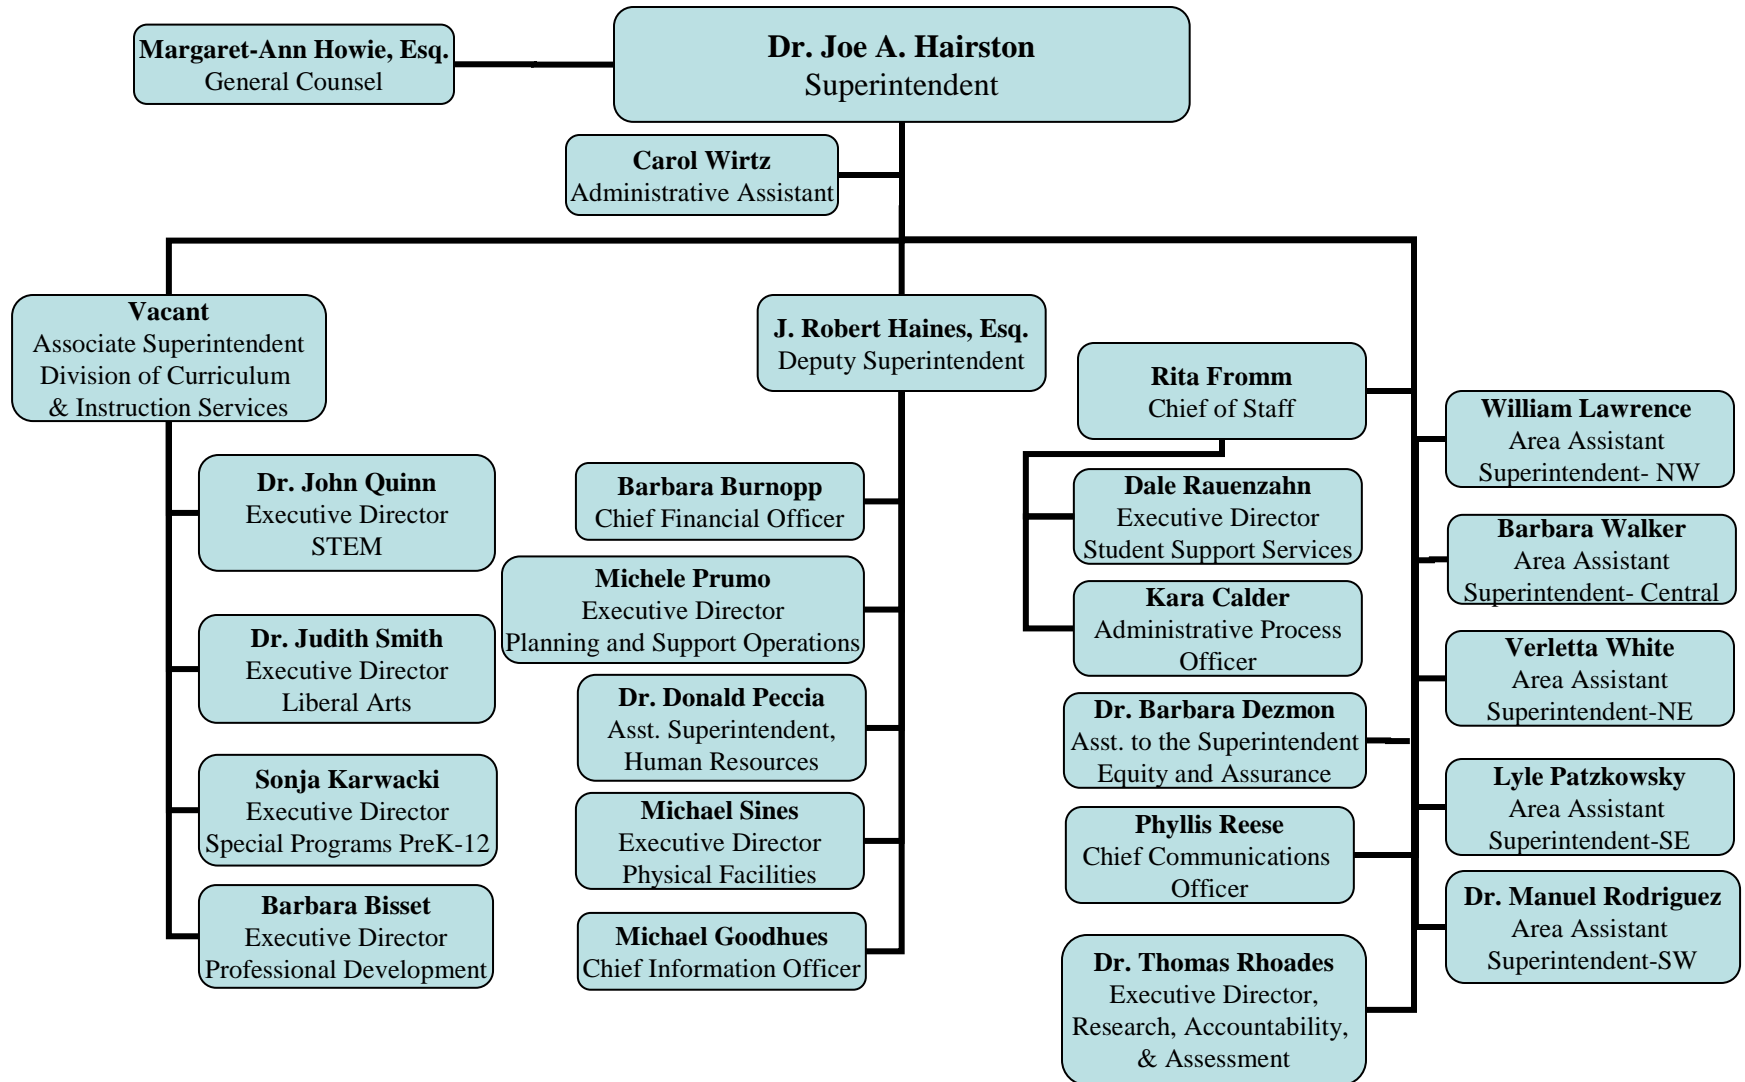 Margaret-Ann Howie, Esq.
General Counsel
Dr. Joe A. Hairston
Superintendent
Carol Wirtz
Administrative Assistant
Vacant
Associate Superintendent
Division of Curriculum
& Instruction Services
Dr. John Quinn
Executive Director
STEM
Dr. Judith Smith
Executive Director
Liberal Arts
Sonja Karwacki
Executive Director
Special Programs PreK-12
Barbara Bisset
Executive Director
Professional Development
J. Robert Haines, Esq.
Deputy Superintendent
Barbara Burnopp
Chief Financial Officer
Michele Prumo
Executive Director
Planning and Support Operations
Dr. Donald Peccia
Asst. Superintendent,
Human Resources
Michael Sines
Executive Director
Physical Facilities
Michael Goodhues
Chief Information Officer
Rita Fromm
Chief of Staff
Dale Rauenzahn
Executive Director
Student Support Services
Kara Calder
Administrative Process
Officer
Dr. Barbara Dezmon
Asst. to the Superintendent
Equity and Assurance
Phyllis Reese
Chief Communications
Officer
Dr. Thomas Rhoades
Executive Director,
Research, Accountability,
& Assessment
William Lawrence
Area Assistant
Superintendent- NW
Barbara Walker
Area Assistant
Superintendent- Central
Verletta White
Area Assistant
Superintendent-NE
Lyle Patzkowsky
Area Assistant
Superintendent-SE
Dr. Manuel Rodriguez
Area Assistant
Superintendent-SW